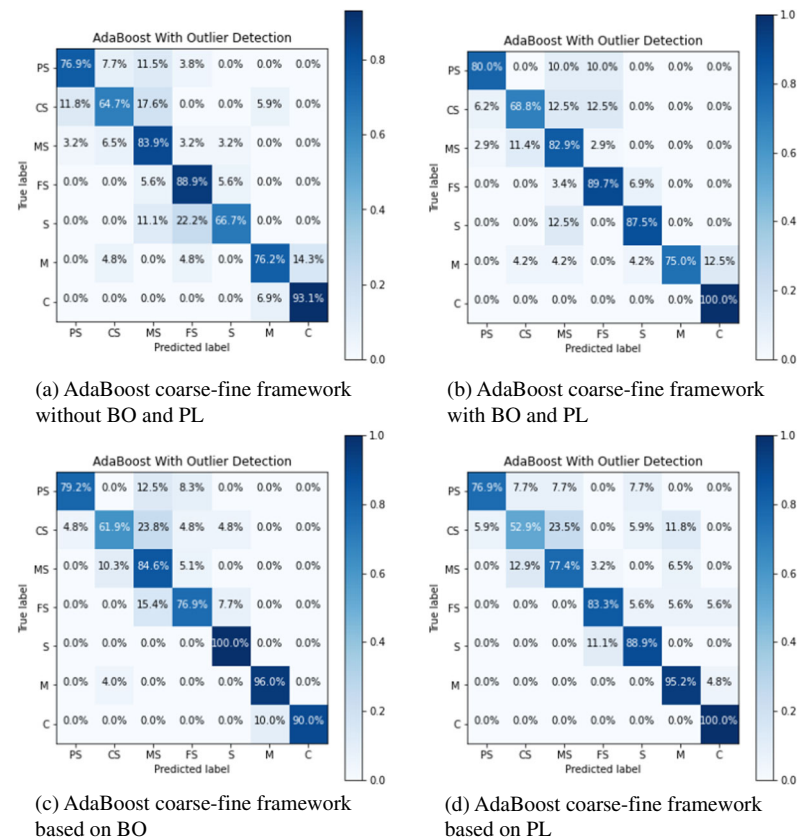 AdaBoost With Outlier Detection
PS 76.9% 7.7% 11.5% 3.8% 0.0% 0.0% 0.0%
CS 11.8% 64.7% 17.6% 0.0% 0.0% 5.9% 0.0%
MS 3.2% 6.5% 83.9% 3.2% 3.2% 0.0% 0.0%
FS 0.0% 0.0% 5.6% 88.9% 5.6% 0.0% 0.0%
S 0.0% 0.0% 11.1% 22.2% 66.7% 0.0% 0.0%
M 0.0% 4.8% 0.0% 4.8% 0.0% 76.2% 14.3%
C 0.0% 0.0% 0.0% 0.0% 0.0% 6.9% 93.1%
PS CS MS FS S M C
True label
Predicted label
0.8
0.6
0.4
0.2
0.0
(a) AdaBoost coarse-fine framework
without BO and PL
AdaBoost With Outlier Detection
PS 80.0% 0.0% 10.0% 10.0% 0.0% 0.0% 0.0%
CS 6.2% 68.8% 12.5% 12.5% 0.0% 0.0% 0.0%
MS 2.9% 11.4% 82.9% 2.9% 0.0% 0.0% 0.0%
FS 0.0% 0.0% 3.4% 89.7% 6.9% 0.0% 0.0%
S 0.0% 0.0% 12.5% 0.0% 87.5% 0.0% 0.0%
M 0.0% 4.2% 4.2% 0.0% 4.2% 75.0% 12.5%
C 0.0% 0.0% 0.0% 0.0% 0.0% 0.0% 100.0%
PS CS MS FS S M C
True label
Predicted label
1.0
0.8
0.6
0.4
0.2
0.0
(b) AdaBoost coarse-fine framework
with BO and PL
AdaBoost With Outlier Detection
PS 79.2% 0.0% 12.5% 8.3% 0.0% 0.0% 0.0%
CS 4.8% 61.9% 23.8% 4.8% 4.8% 0.0% 0.0%
MS 0.0% 10.3% 84.6% 5.1% 0.0% 0.0% 0.0%
FS 0.0% 0.0% 15.4% 76.9% 7.7% 0.0% 0.0%
S 0.0% 0.0% 0.0% 0.0% 100.0% 0.0% 0.0%
M 0.0% 4.0% 0.0% 0.0% 0.0% 96.0% 0.0%
C 0.0% 0.0% 0.0% 0.0% 0.0% 10.0% 90.0%
PS CS MS FS S M C
True label
Predicted label
1.0
0.8
0.6
0.4
0.2
0.0
(c) AdaBoost coarse-fine framework
based on BO
AdaBoost With Outlier Detection
PS 76.9% 7.7% 7.7% 0.0% 7.7% 0.0% 0.0%
CS 5.9% 52.9% 23.5% 0.0% 5.9% 11.8% 0.0%
MS 0.0% 12.9% 77.4% 3.2% 0.0% 6.5% 0.0%
FS 0.0% 0.0% 0.0% 83.3% 5.6% 5.6% 5.6%
S 0.0% 0.0% 0.0% 11.1% 88.9% 0.0% 0.0%
M 0.0% 0.0% 0.0% 0.0% 0.0% 95.2% 4.8%
C 0.0% 0.0% 0.0% 0.0% 0.0% 0.0% 100.0%
PS CS MS FS S M C
True label
Predicted label
1.0
0.8
0.6
0.4
0.2
0.0
(d) AdaBoost coarse-fine framework
based on PL